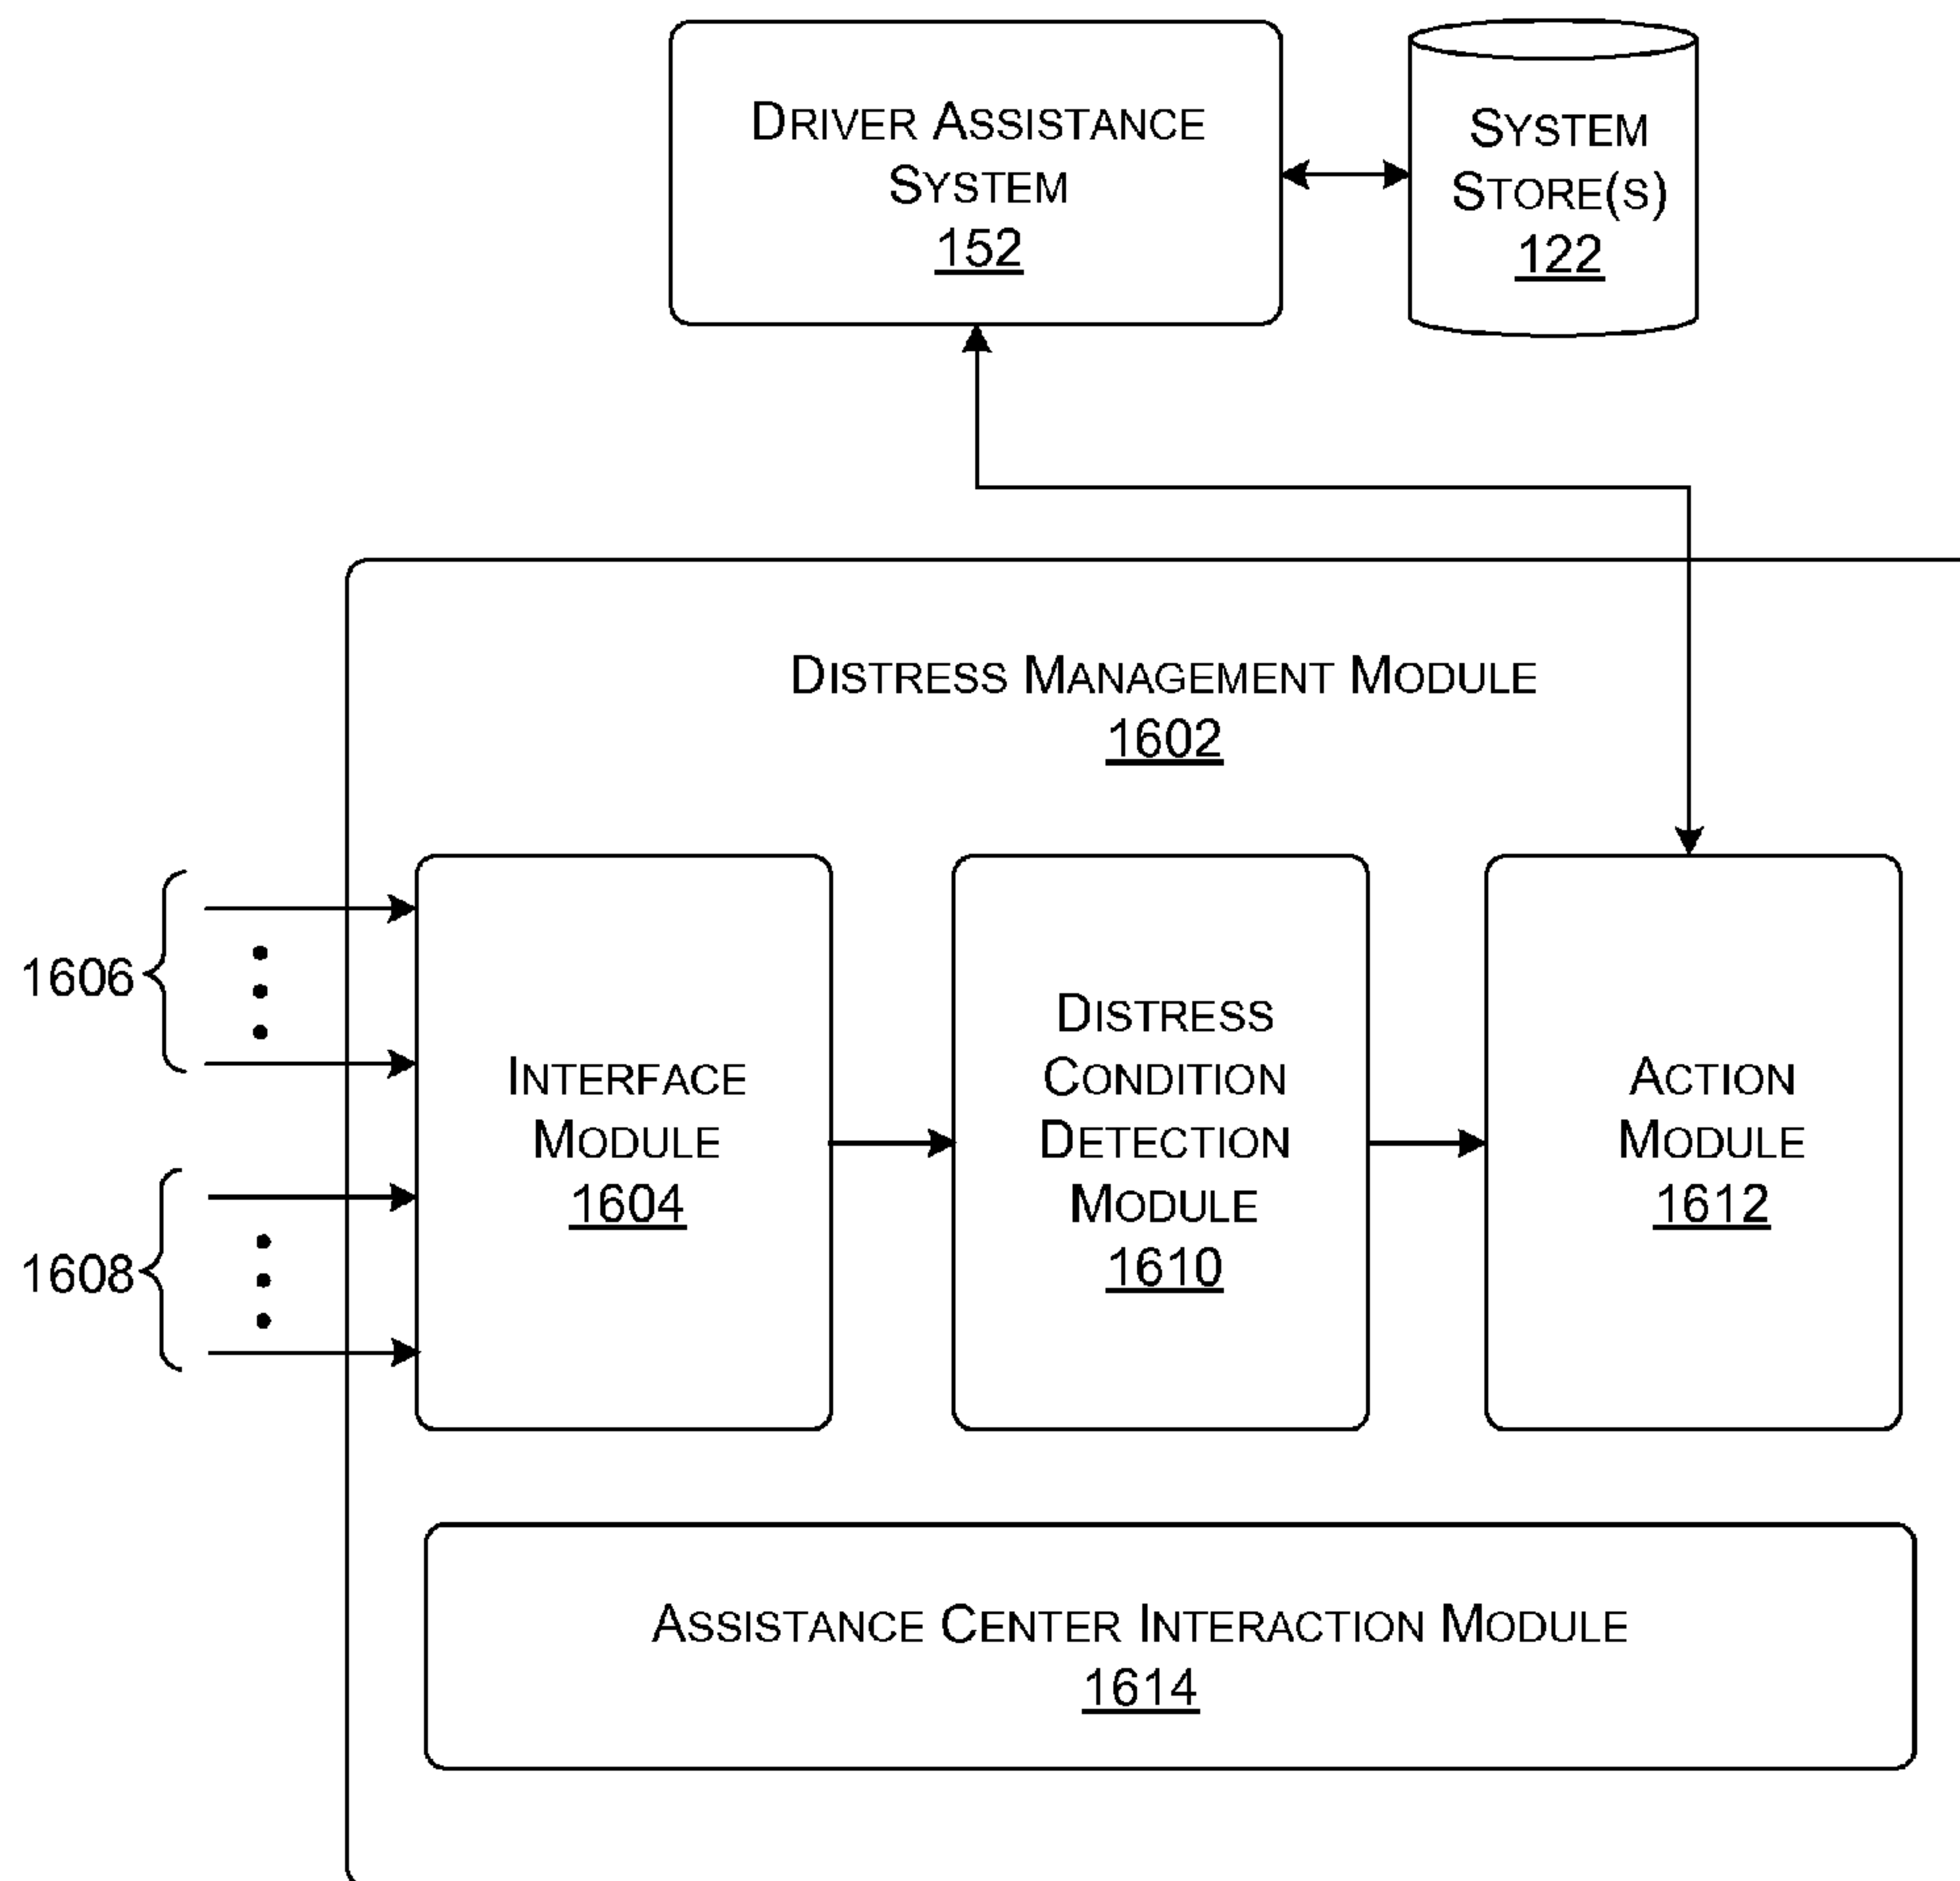 DRIVER ASSISTANCE
SYSTEM
152
SYSTEM
STORE(S)
122
DISTRESS MANAGEMENT MODULE
1602
1606
1608
INTERFACE
MODULE
1604
DISTRESS
CONDITION
DETECTION
MODULE
1610
ACTION
MODULE
1612
ASSISTANCE CENTER INTERACTION MODULE
1614